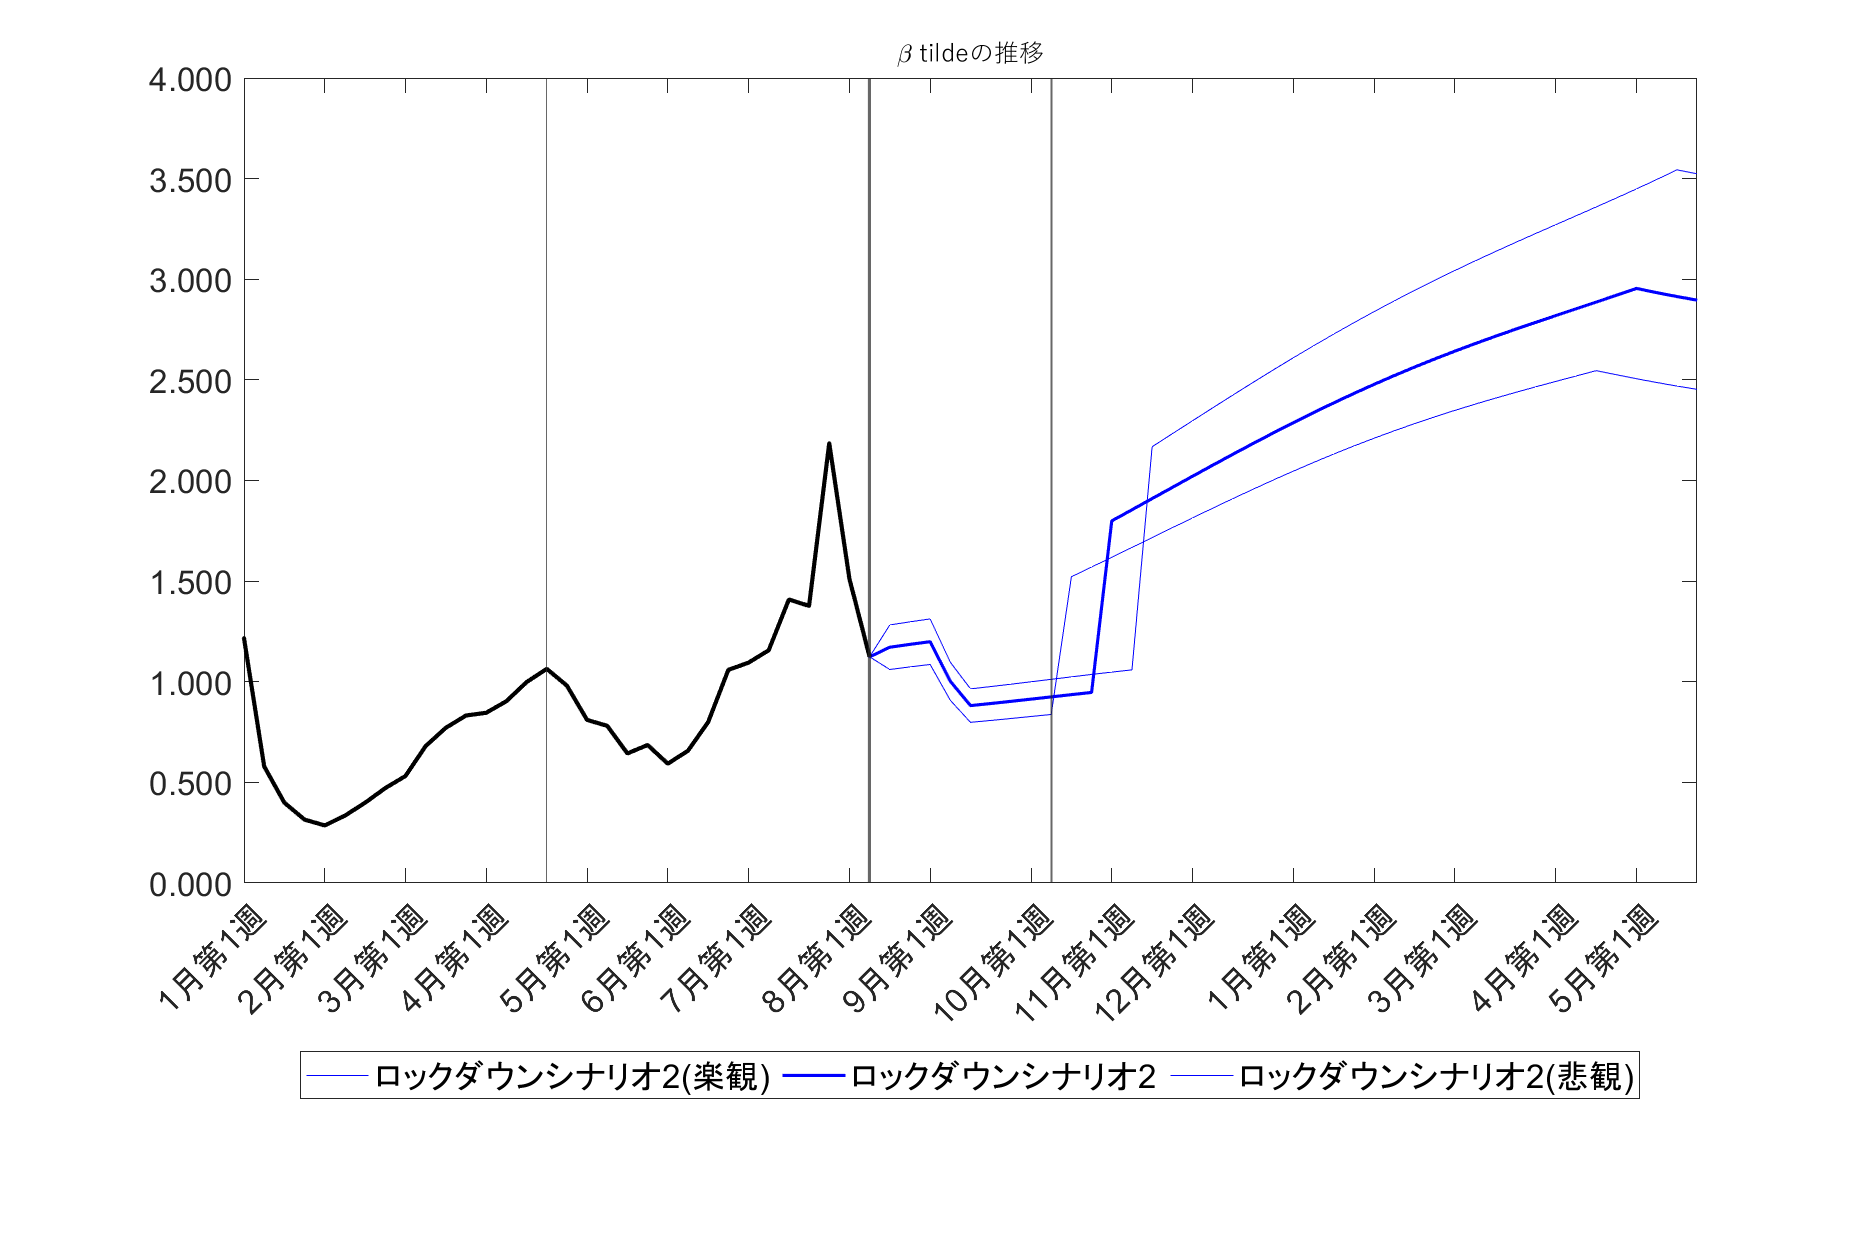 β tildeの推移
4.000
3.500
3.000
2.500
2.000
1.500
1.000
0.500
0.000
1月第1週
2月第1週
3月第1週
4月第1週
5月第1週
6月第1週
7月第1週
8月第1週
9月第1週
10月第1週
11月第1週
12月第1週
1月第1週
2月第1週
3月第1週
4月第1週
5月第1週
ロックダウンシナリオ2(楽観) ロックダウンシナリオ2 ロックダウンシナリオ2(悲観)